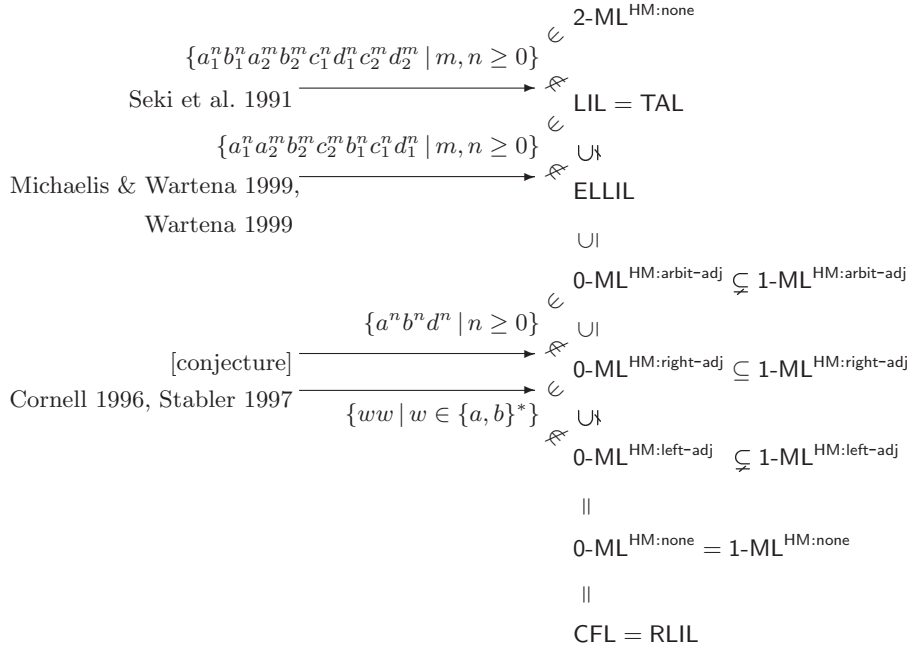 2-ML^{HM:none}
∈
{a_1^n b_1^n a_2^m b_2^m c_1^n d_1^n c_2^m d_2^m | m, n ≥ 0}
∉
Seki et al. 1991
LIL = TAL
∈
{a_1^n a_2^m b_2^m c_2^m b_1^n c_1^n d_1^n | m, n ≥ 0}
∪∤
∉
Michaelis & Wartena 1999,
ELLIL
Wartena 1999
∪|
0-ML^{HM:arbit-adj} ⊊ 1-ML^{HM:arbit-adj}
∈
{a^n b^n d^n | n ≥ 0}
∪|
∉
[conjecture]
0-ML^{HM:right-adj} ⊆ 1-ML^{HM:right-adj}
Cornell 1996, Stabler 1997
∈
{ww | w ∈ {a, b}^*}
∪∤
∉
0-ML^{HM:left-adj} ⊊ 1-ML^{HM:left-adj}
||
0-ML^{HM:none} = 1-ML^{HM:none}
||
CFL = RLIL